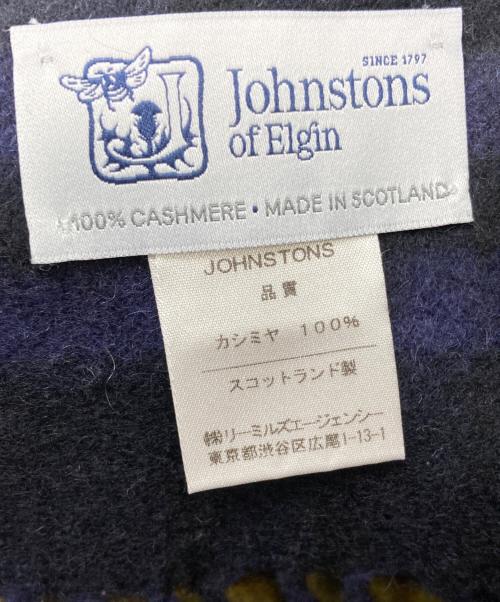 SINCE 1797
Johnstons
of Elgin
100% CASHMERE • MADE IN SCOTLAND
JOHNSTONS
品質
カシミヤ 100%
スコットランド製
㈱リーミルズエージェンシー
東京都渋谷区広尾1-13-1